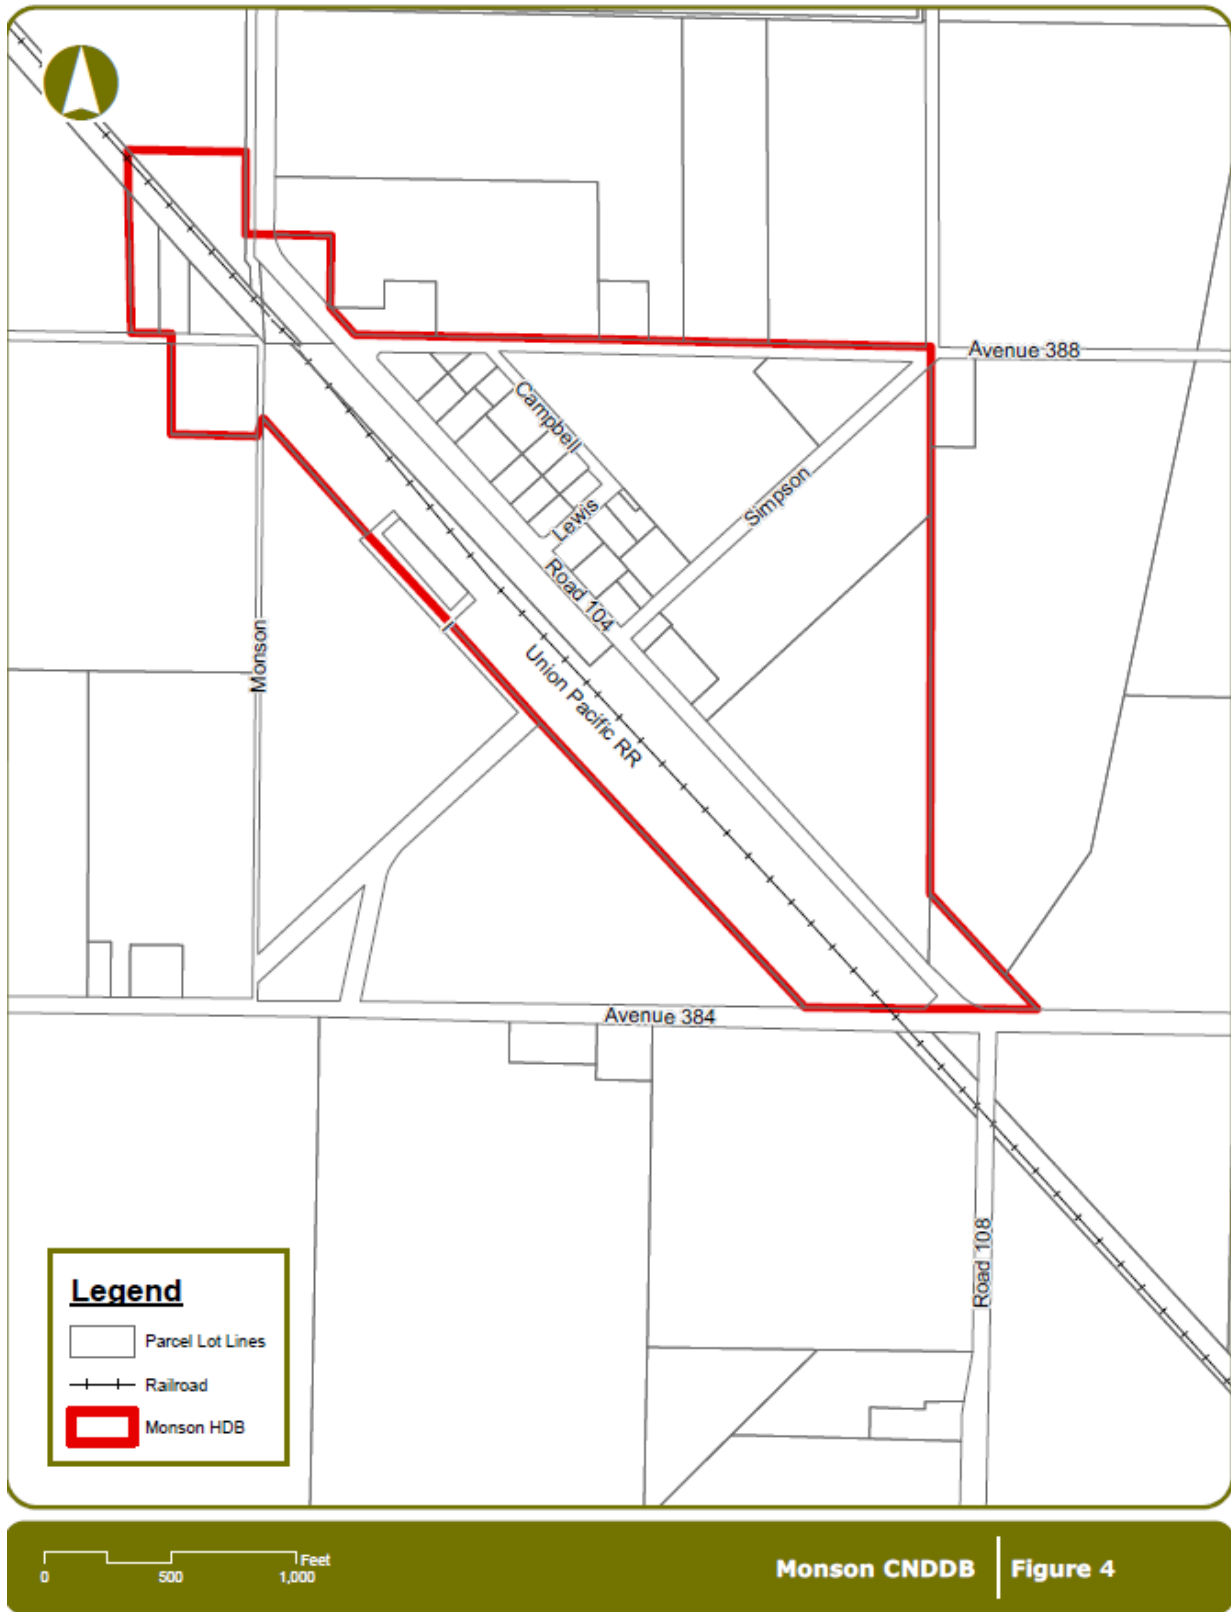 Avenue 388
Campbell
Simpson
Lewis
Road 104
Monson
Union Pacific RR
Avenue 384
Road 108
Legend
Parcel Lot Lines
Railroad
Monson HDB
Feet
0 500 1,000
Monson CNDDB Figure 4